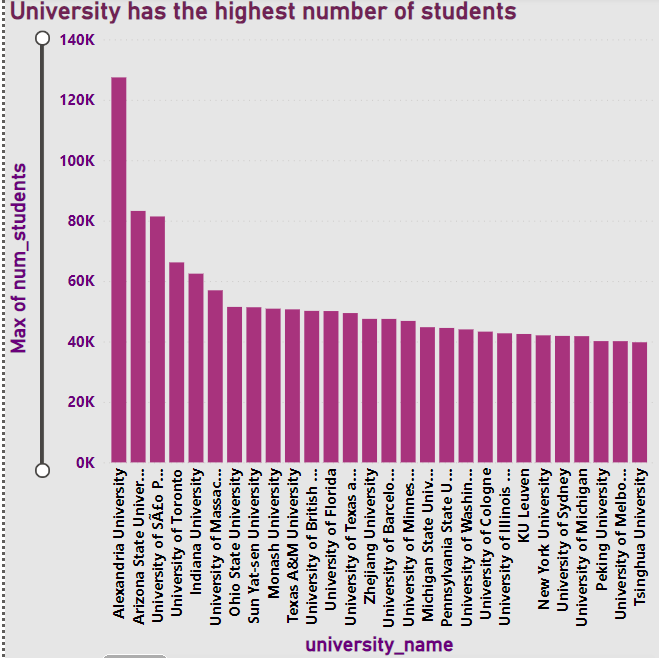 University has the highest number of students
140K
120K
100K
80K
60K
40K
20K
0K
Max of num_students
Alexandria University
Arizona State Univer...
University of SÃ£o P...
University of Toronto
Indiana University
University of Massac...
Ohio State University
Sun Yat-sen University
Monash University
Texas A&M University
University of British ...
University of Florida
University of Texas a...
Zhejiang University
University of Barcelo...
University of Minnes...
Michigan State Univ...
Pennsylvania State U...
University of Washin...
University of Cologne
University of Illinois ...
KU Leuven
New York University
University of Sydney
University of Michigan
Peking University
University of Melbo...
Tsinghua University
university_name